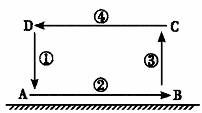 D ④ C
① ③
A ② B